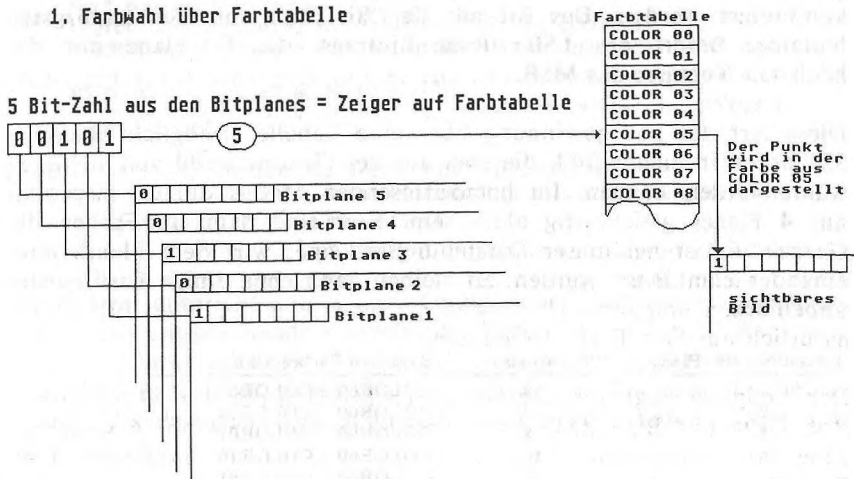 1. Farbwahl über Farbtabelle
Farbtabelle
COLOR 00
COLOR 01
COLOR 02
COLOR 03
COLOR 04
COLOR 05
COLOR 06
COLOR 07
COLOR 08
5 Bit-Zahl aus den Bitplanes = Zeiger auf Farbtabelle
0 0 1 0 1
5
0 Bitplane 5
0 Bitplane 4
1 Bitplane 3
0 Bitplane 2
1 Bitplane 1
Der Punkt
wird in der
Farbe aus
COLOR 05
dargestellt
1
sichtbares
Bild